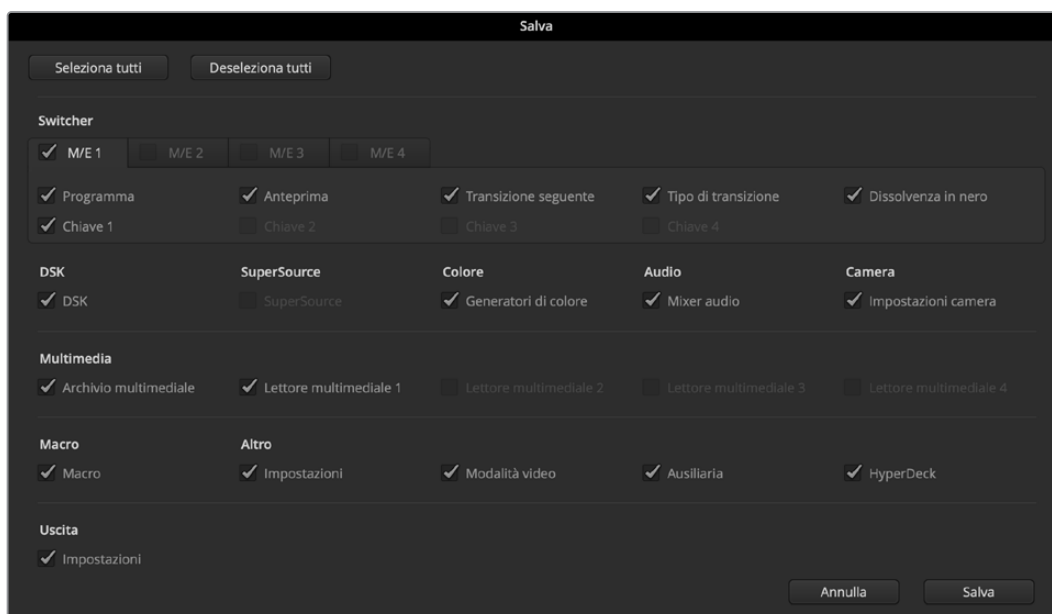 Salva
Seleziona tutti Deseleziona tutti
Switcher
M/E 1 M/E 2 M/E 3 M/E 4
Programma Anteprima Transizione seguente Tipo di transizione Dissolvenza in nero
Chiave 1 Chiave 2 Chiave 3 Chiave 4
DSK SuperSource Colore Audio Camera
DSK SuperSource Generatori di colore Mixer audio Impostazioni camera
Multimedia
Archivio multimediale Lettore multimediale 1 Lettore multimediale 2 Lettore multimediale 3 Lettore multimediale 4
Macro Altro
Macro Impostazioni Modalità video Ausiliaria HyperDeck
Uscita
Impostazioni
Annulla Salva